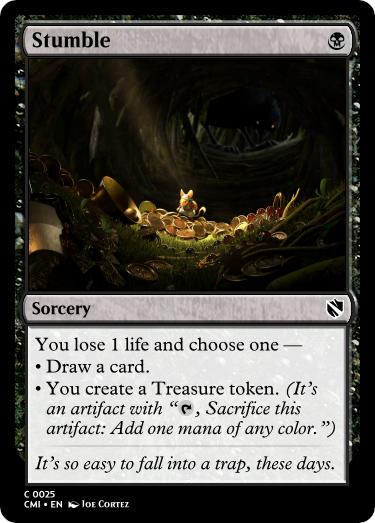 Stumble
Sorcery
You lose 1 life and choose one —
• Draw a card.
• You create a Treasure token. (It's
an artifact with “, Sacrifice this
artifact: Add one mana of any color.”)
It's so easy to fall into a trap, these days.
C 0025
CMI • EN Joe Cortez